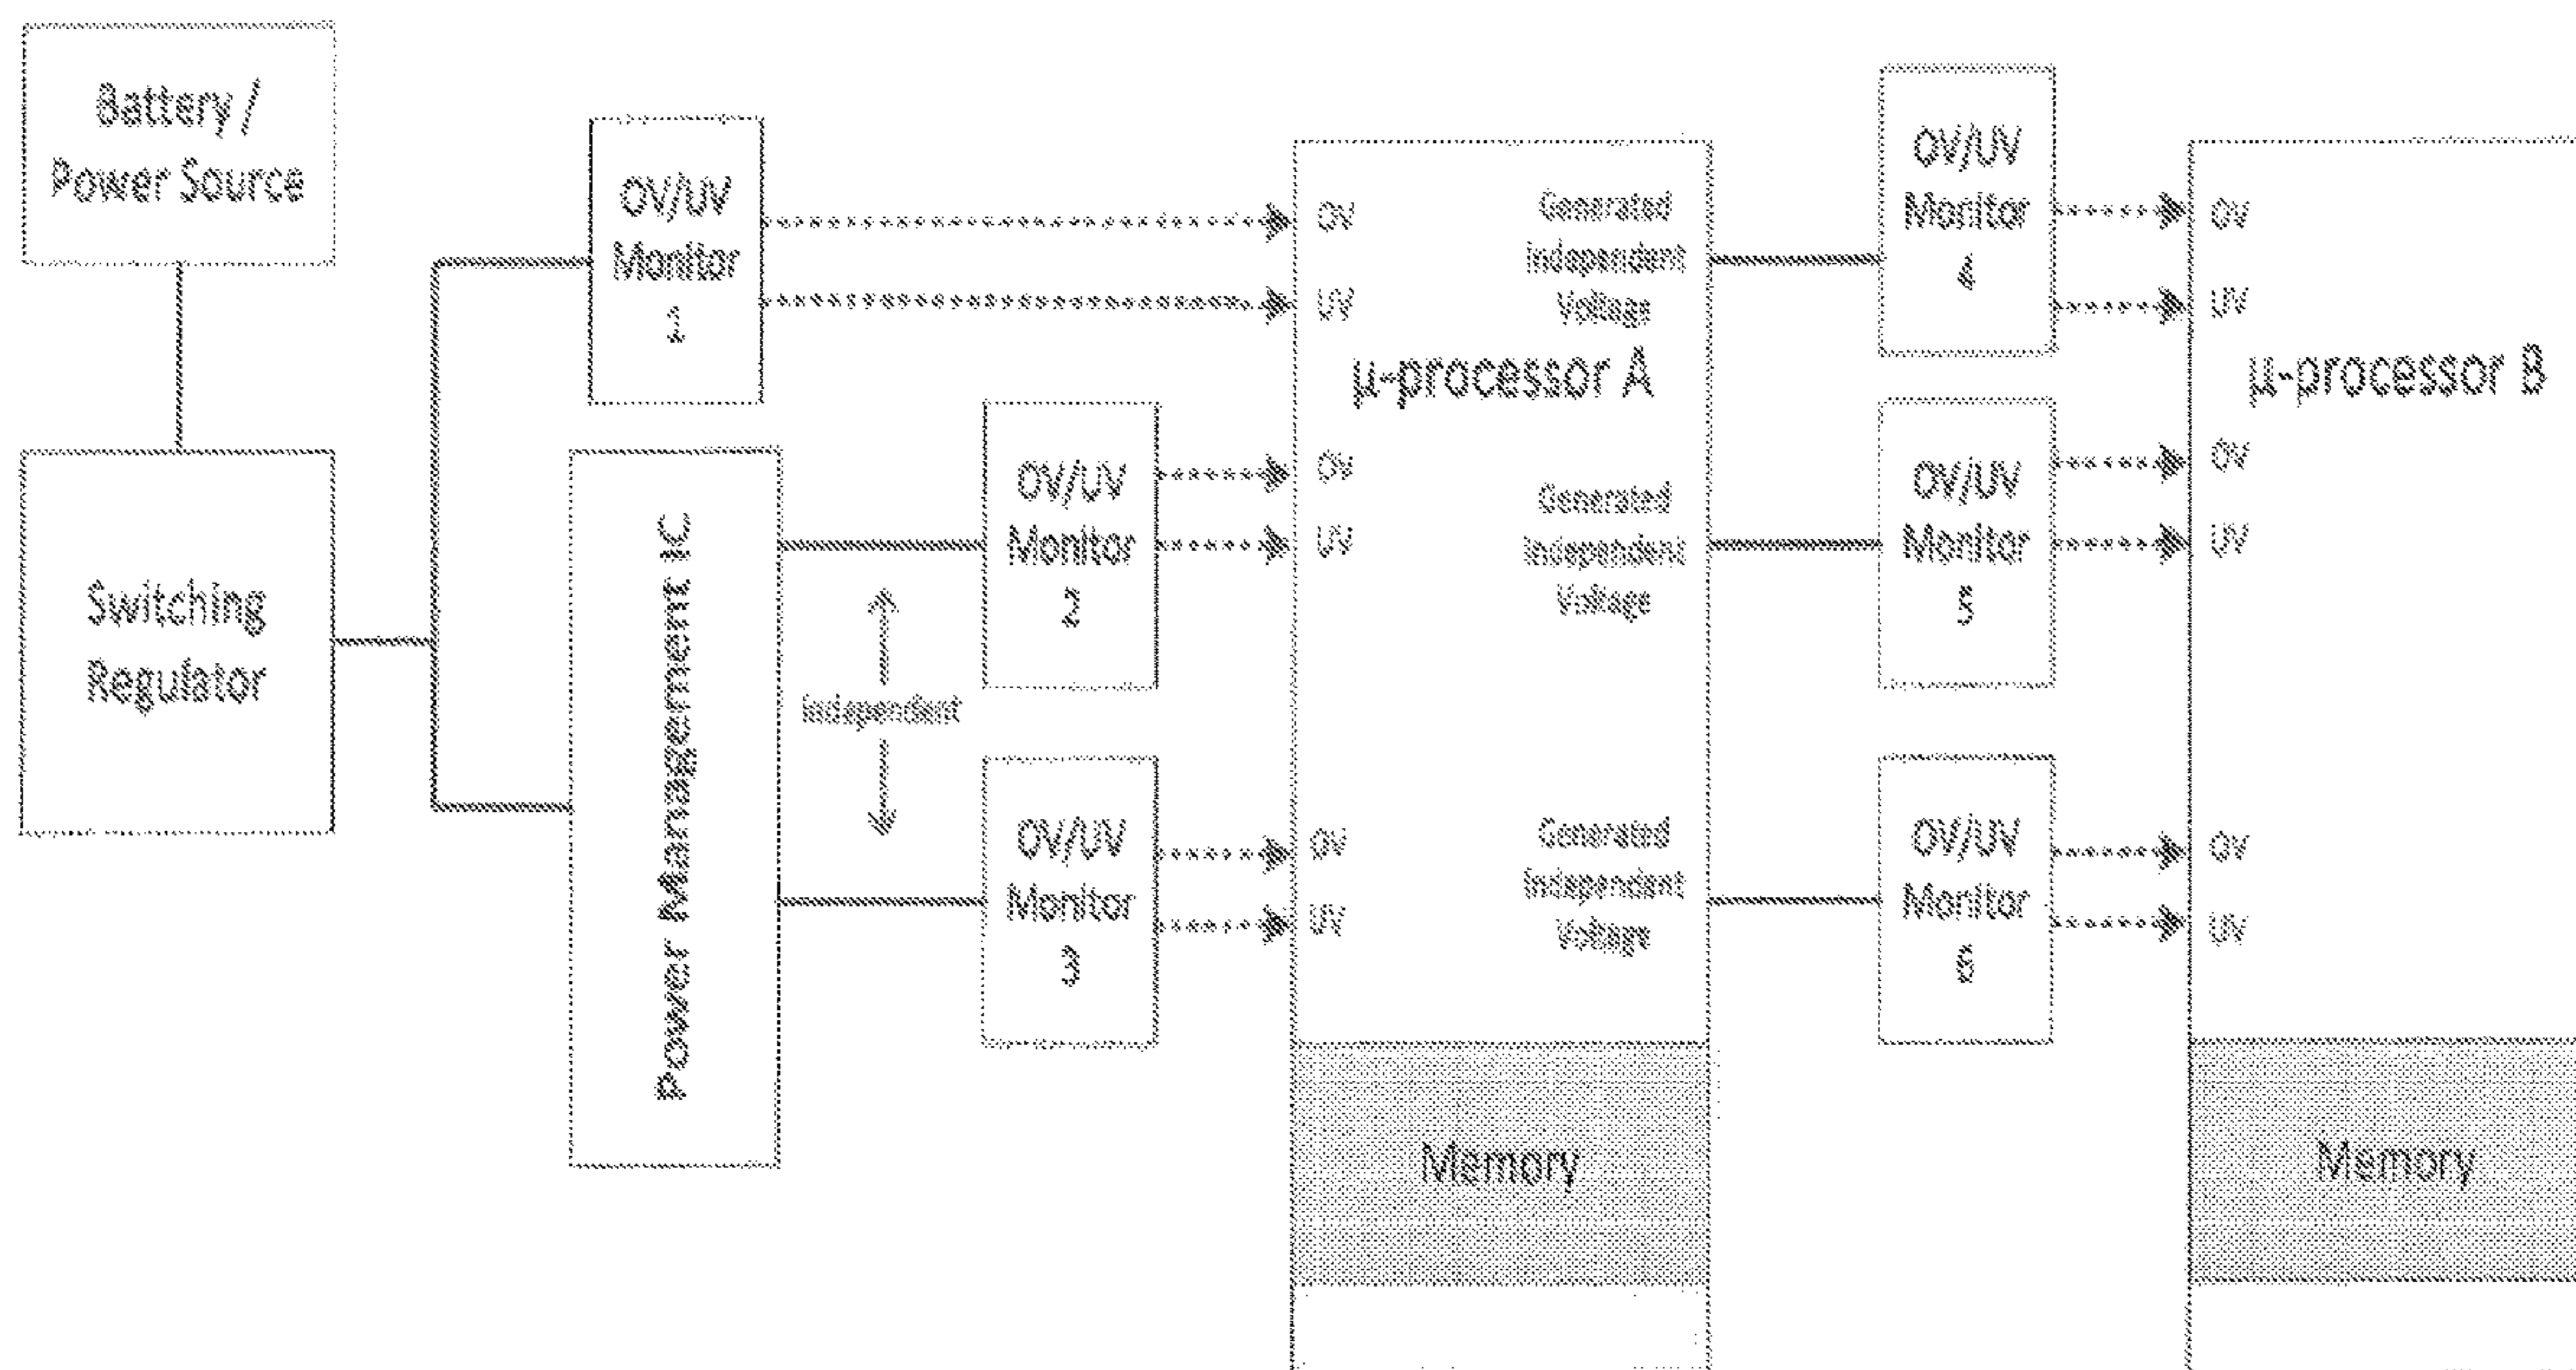 Battery /
Power Source
Switching
Regulator
OV/UV
Monitor
1
Power Management IC
Independent
OV/UV
Monitor
2
OV/UV
Monitor
3
OV
UV
OV
UV
OV
UV
μ-processor A
Generated
Independent
Voltage
Generated
Independent
Voltage
Generated
Independent
Voltage
Memory
OV/UV
Monitor
4
OV/UV
Monitor
5
OV/UV
Monitor
6
OV
UV
μ-processor B
OV
UV
OV
UV
Memory